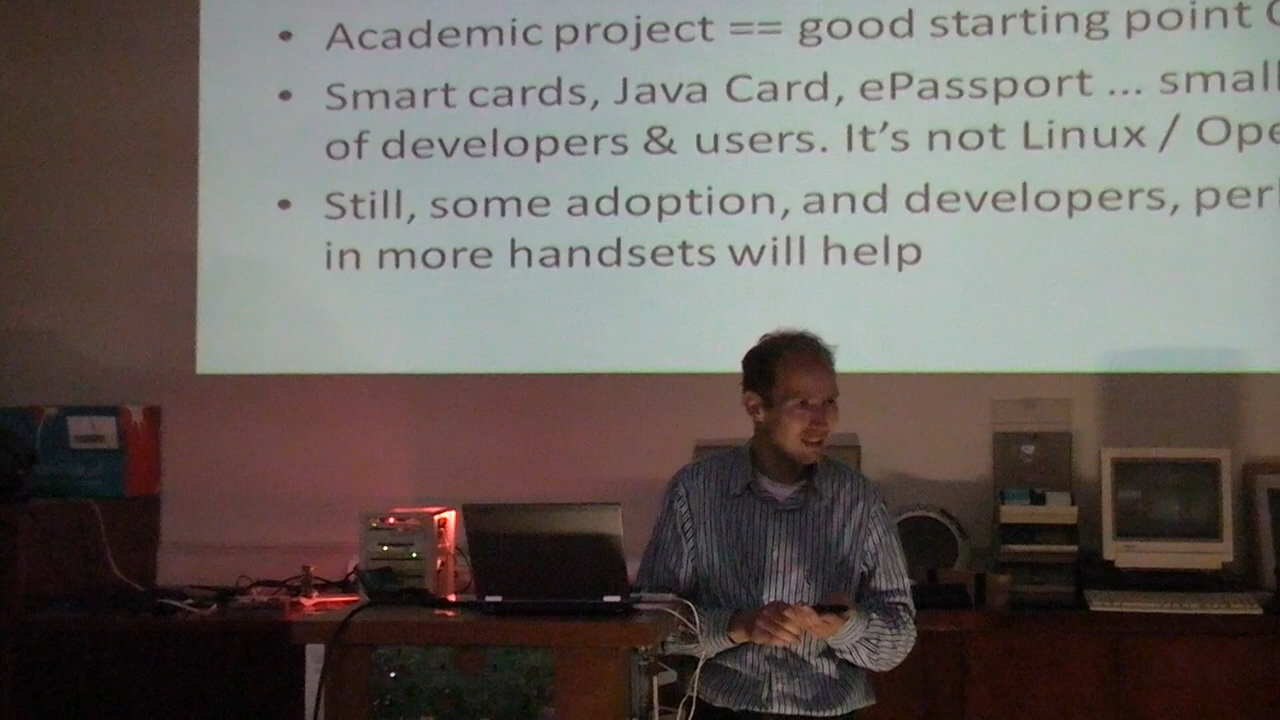 • Academic project == good starting point
• Smart cards, Java Card, ePassport ... small
of developers & users. It's not Linux / Ope
• Still, some adoption, and developers, per
in more handsets will help